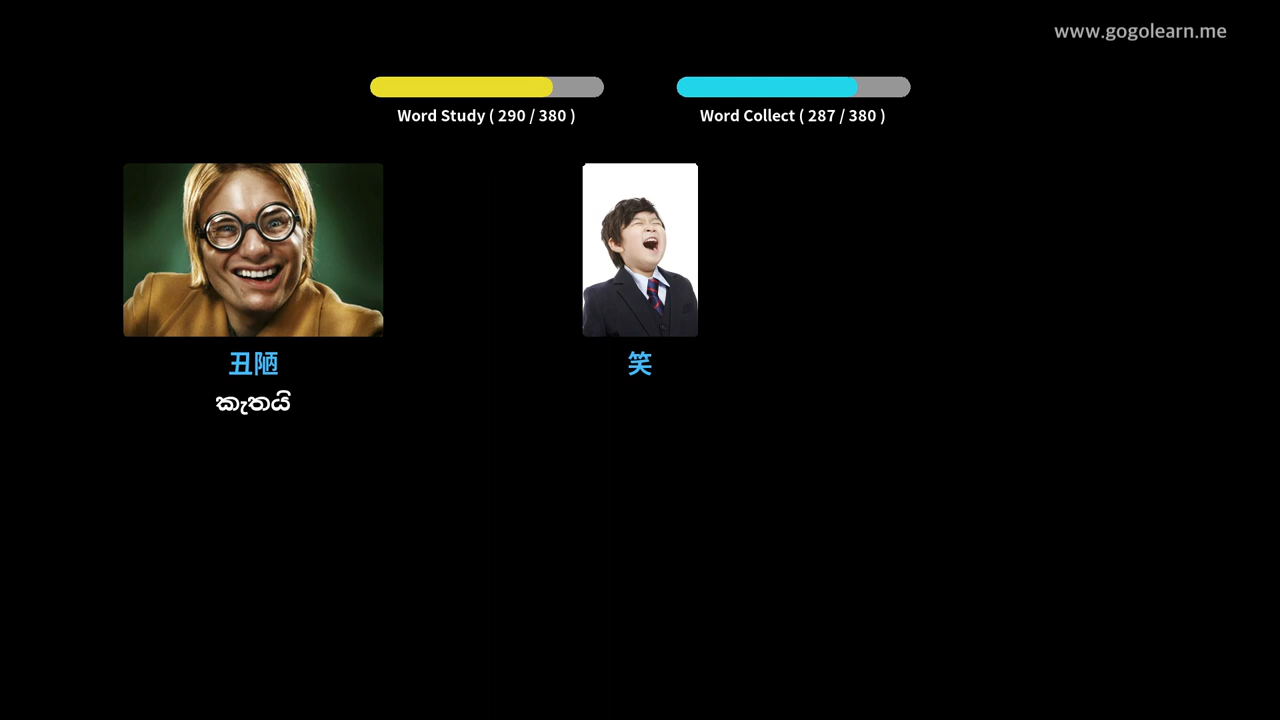 www.gogolearn.me
Word Study ( 290 / 380 )
Word Collect ( 287 / 380 )
丑陋
කැතයි
笑